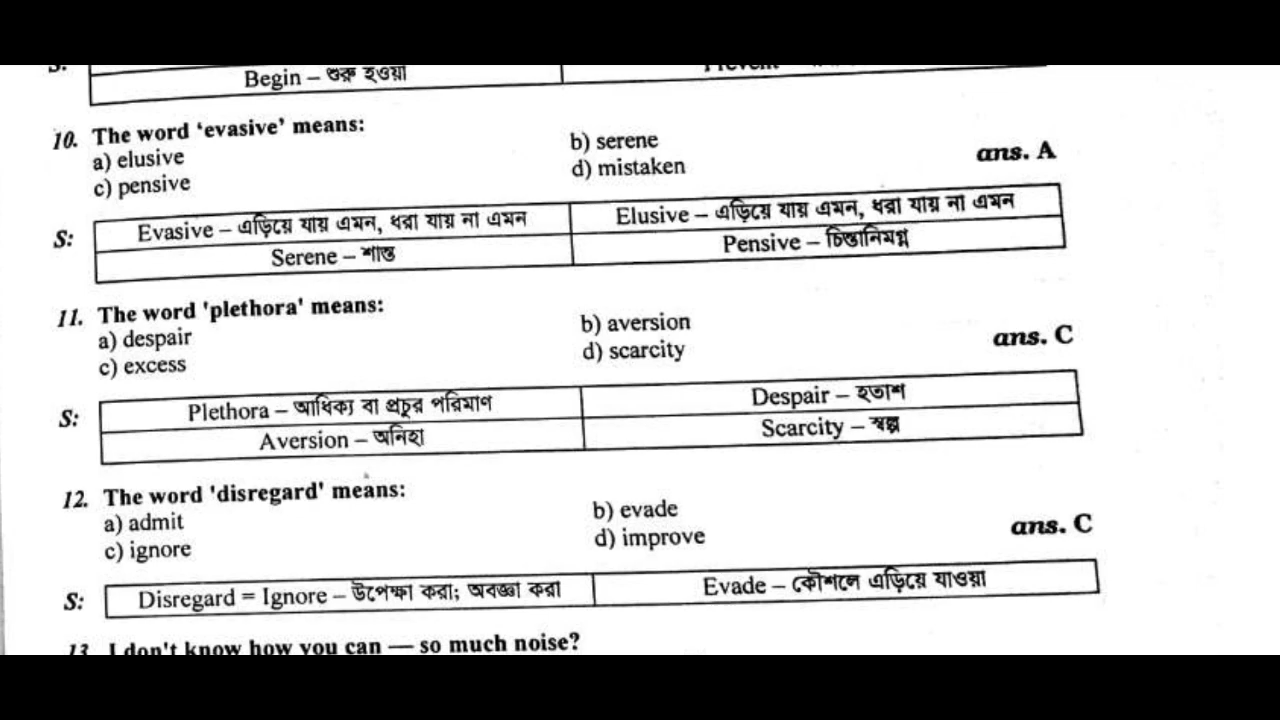 S:
Begin – শুরু হওয়া
Prevent –
10. The word ‘evasive’ means:
a) elusive b) serene
c) pensive d) mistaken ans. A
S: Evasive – এড়িয়ে যায় এমন, ধরা যায় না এমন Elusive – এড়িয়ে যায় এমন, ধরা যায় না এমন
Serene – শান্ত Pensive – চিন্তানিমগ্ন
11. The word 'plethora' means:
a) despair b) aversion
c) excess d) scarcity ans. C
S: Plethora – আধিক্য বা প্রচুর পরিমাণ Despair – হতাশ
Aversion – অনিহা Scarcity – স্বল্প
12. The word 'disregard' means:
a) admit b) evade
c) ignore d) improve ans. C
S: Disregard = Ignore – উপেক্ষা করা; অবজ্ঞা করা Evade – কৌশলে এড়িয়ে যাওয়া
13. I don't know how you can — so much noise?